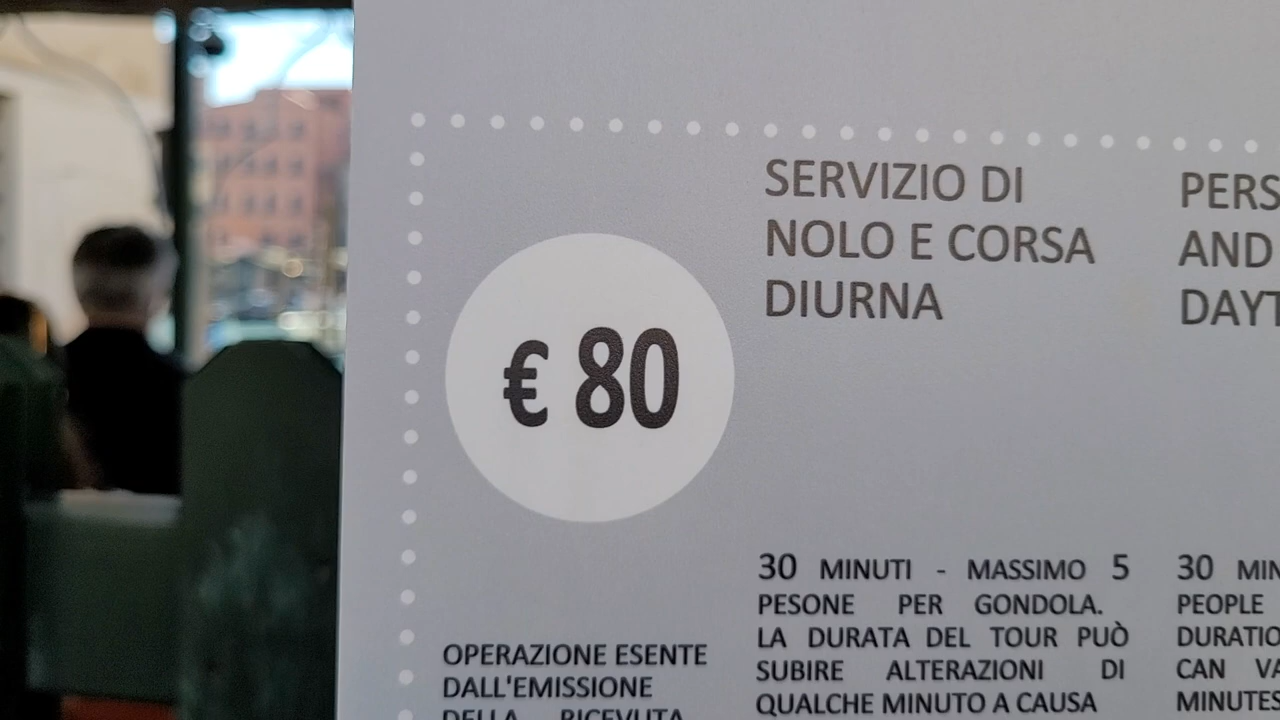 SERVIZIO DI
NOLO E CORSA
DIURNA
€ 80
30 MINUTI - MASSIMO 5
PESONE PER GONDOLA.
LA DURATA DEL TOUR PUÒ
SUBIRE ALTERAZIONI DI
QUALCHE MINUTO A CAUSA
OPERAZIONE ESENTE
DALL'EMISSIONE
DELLA RICEVUTA
PERS
AND
DAYT
30 MIN
PEOPLE
DURATIO
CAN VA
MINUTES